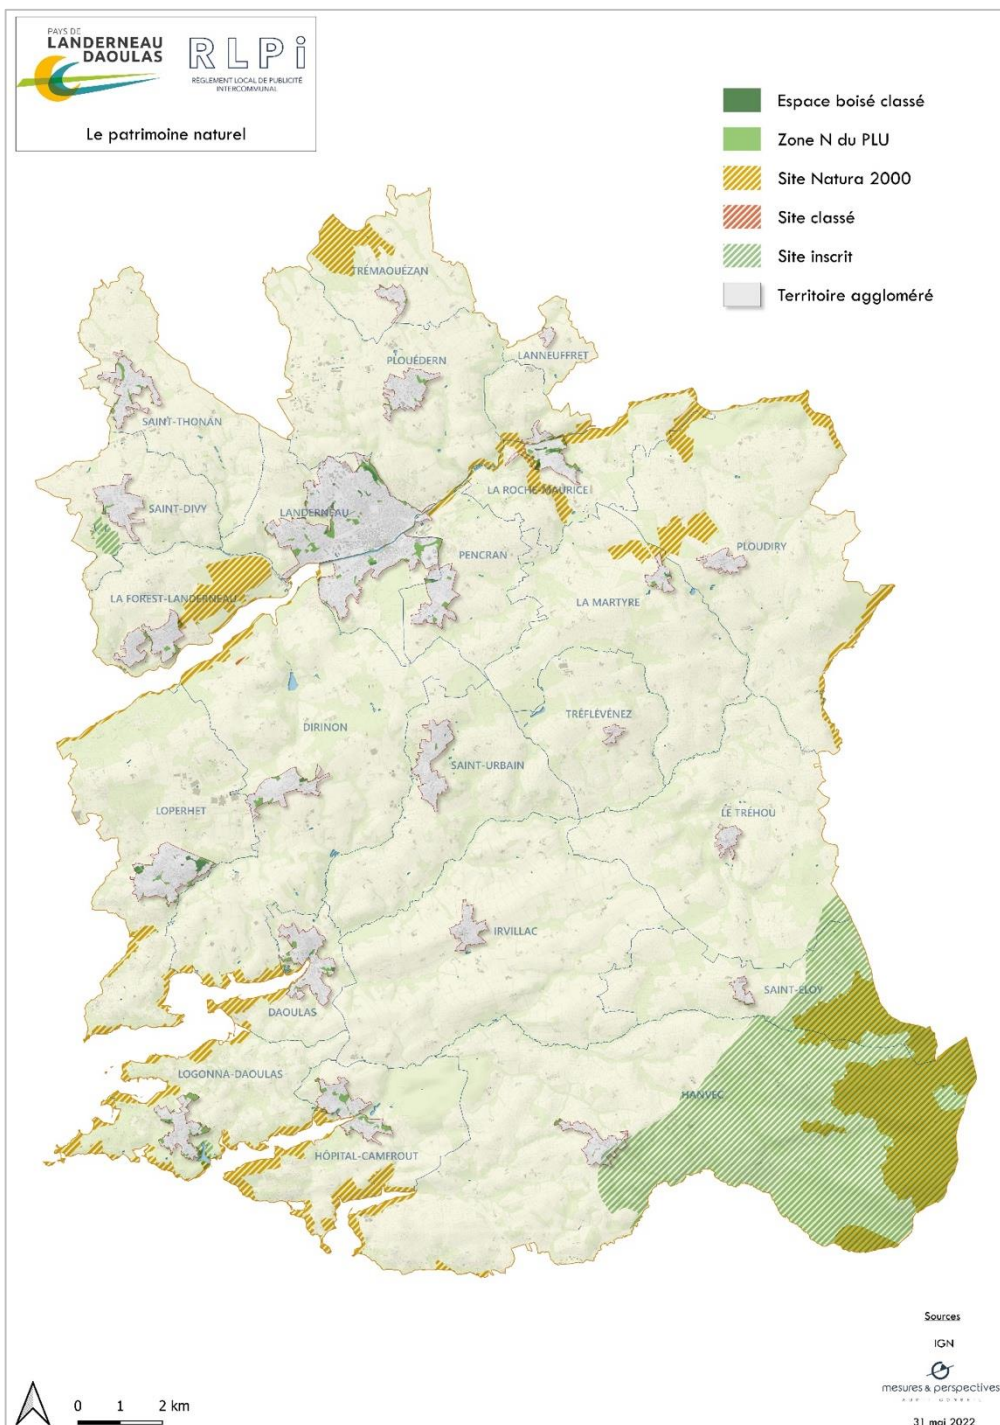 PAYS DE
LANDERNEAU
DAOULAS
RLPi
RÈGLEMENT LOCAL DE PUBLICITÉ
INTERCOMMUNAL
Le patrimoine naturel
Espace boisé classé
Zone N du PLU
Site Natura 2000
Site classé
Site inscrit
Territoire aggloméré
TRÉMAOUÉZAN
PLOUÉDERN
LANNEUFFRET
SAINT-THONAN
LA ROCHE-MAURICE
SAINT-DIVY
LANDERNEAU
PENCRAN
PLOUDIRY
LA FOREST-LANDERNEAU
LA MARTYRE
TRÉFLÉVÉNEZ
DIRINON
SAINT-URBAIN
LOPERHET
LE TRÉHOU
IRVILLAC
SAINT-ELOY
DAOULAS
LOGONNA-DAOULAS
HANVEC
HÔPITAL-CAMFROUT
Sources
IGN
mesures & perspectives
31 mai 2022
0 1 2 km